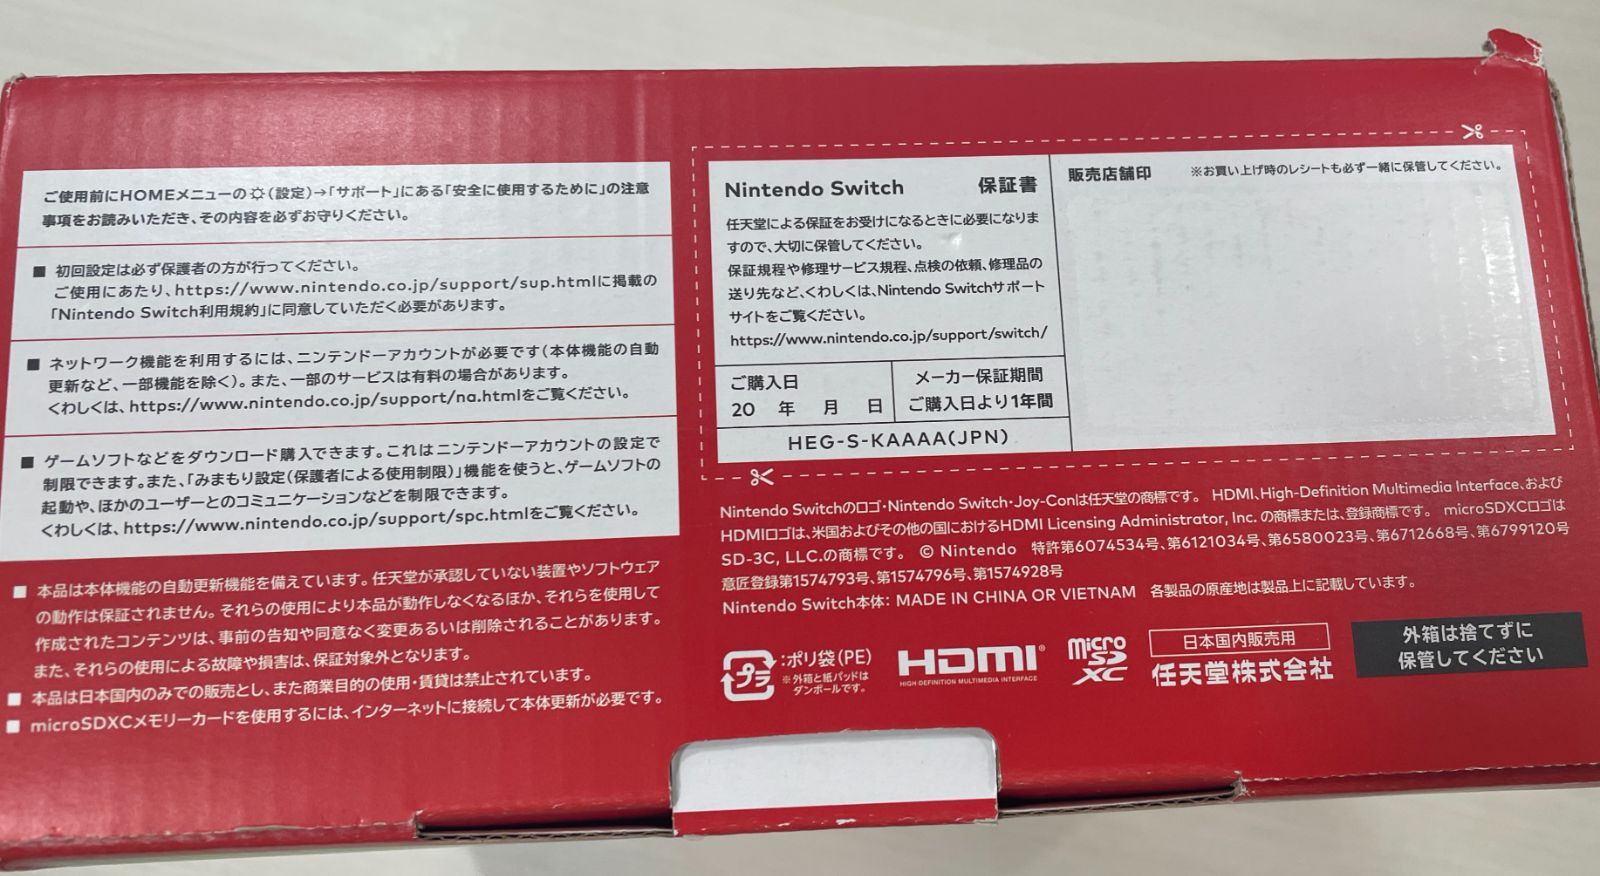 ご使用前にHOMEメニューの(設定)→「サポート」にある「安全に使用するために」の注意
事項をお読みいただき、その内容を必ずお守りください。
■ 初回設定は必ず保護者の方が行ってください。
ご使用にあたり、https://www.nintendo.co.jp/support/sup.htmlに掲載の
「Nintendo Switch利用規約」に同意していただく必要があります。
■ ネットワーク機能を利用するには、ニンテンドーアカウントが必要です(本体機能の自動
更新など、一部機能を除く)。また、一部のサービスは有料の場合があります。
くわしくは、https://www.nintendo.co.jp/support/na.htmlをご覧ください。
■ ゲームソフトなどをダウンロード購入できます。これはニンテンドーアカウントの設定で
制限できます。また、「みまもり設定(保護者による使用制限)」機能を使うと、ゲームソフトの
起動や、ほかのユーザーとのコミュニケーションなどを制限できます。
くわしくは、https://www.nintendo.co.jp/support/spc.htmlをご覧ください。
■ 本品は本体機能の自動更新機能を備えています。任天堂が承認していない装置やソフトウェア
の動作は保証されません。それらの使用により本品が動作しなくなるほか、それらを使用して
作成されたコンテンツは、事前の告知や同意なく変更あるいは削除されることがあります。
また、それらの使用による故障や損害は、保証対象外となります。
■ 本品は日本国内のみでの販売とし、また商業目的の使用・賃貸は禁止されています。
■ microSDXCメモリーカードを使用するには、インターネットに接続して本体更新が必要です。
Nintendo Switch 保証書
任天堂による保証をお受けになるときに必要になりま
すので、大切に保管してください。
保証規程や修理サービス規程、点検の依頼、修理品の
送り先など、くわしくは、Nintendo Switchサポート
サイトをご覧ください。
https://www.nintendo.co.jp/support/switch/
ご購入日
20 年 月 日
メーカー保証期間
ご購入日より1年間
HEG-S-KAAAA(JPN)
販売店舗印 ※お買い上げ時のレシートも必ず一緒に保管してください。
Nintendo Switchのロゴ・Nintendo Switch・Joy-Conは任天堂の商標です。 HDMI、High-Definition Multimedia Interface、および
HDMIロゴは、米国およびその他の国におけるHDMI Licensing Administrator, Inc. の商標または、登録商標です。 microSDXCロゴは
SD-3C, LLC.の商標です。 © Nintendo 特許第6074534号、第6121034号、第6580023号、第6712668号、第6799120号
意匠登録第1574793号、第1574796号、第1574928号
Nintendo Switch本体： MADE IN CHINA OR VIETNAM 各製品の原産地は製品上に記載しています。
プラ
:ポリ袋(PE)
※外箱と紙パッドは
ダンボールです。
HDMI
HIGH-DEFINITION MULTIMEDIA INTERFACE
micro
SD
XC
日本国内販売用
任天堂株式会社
外箱は捨てずに
保管してください